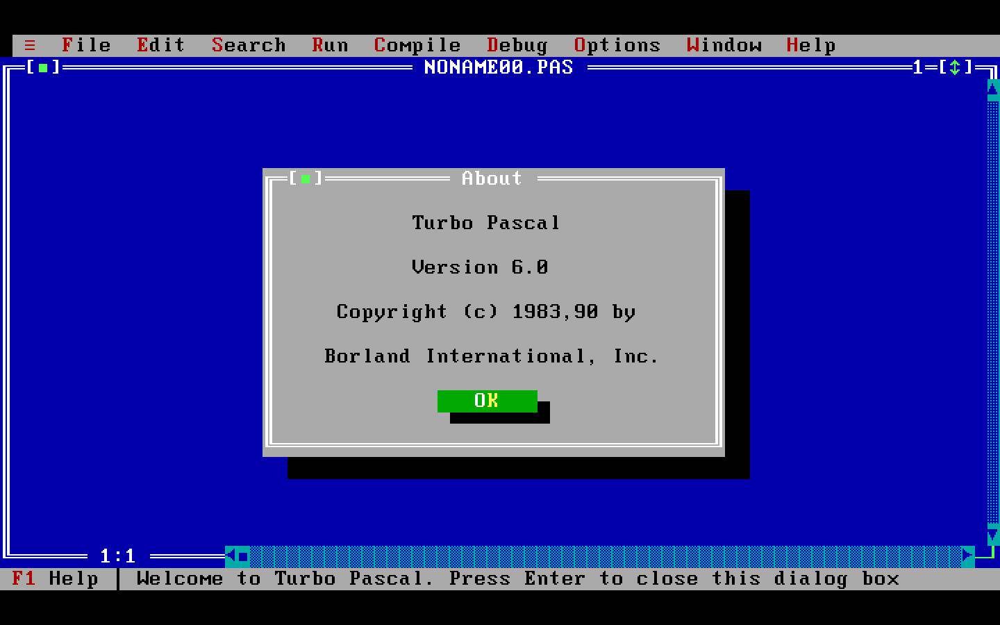 ≡ File Edit Search Run Compile Debug Options Window Help
[■] NONAME00.PAS 1=[↕]
[■] About
Turbo Pascal
Version 6.0
Copyright (c) 1983,90 by
Borland International, Inc.
OK
1:1
F1 Help │ Welcome to Turbo Pascal. Press Enter to close this dialog box